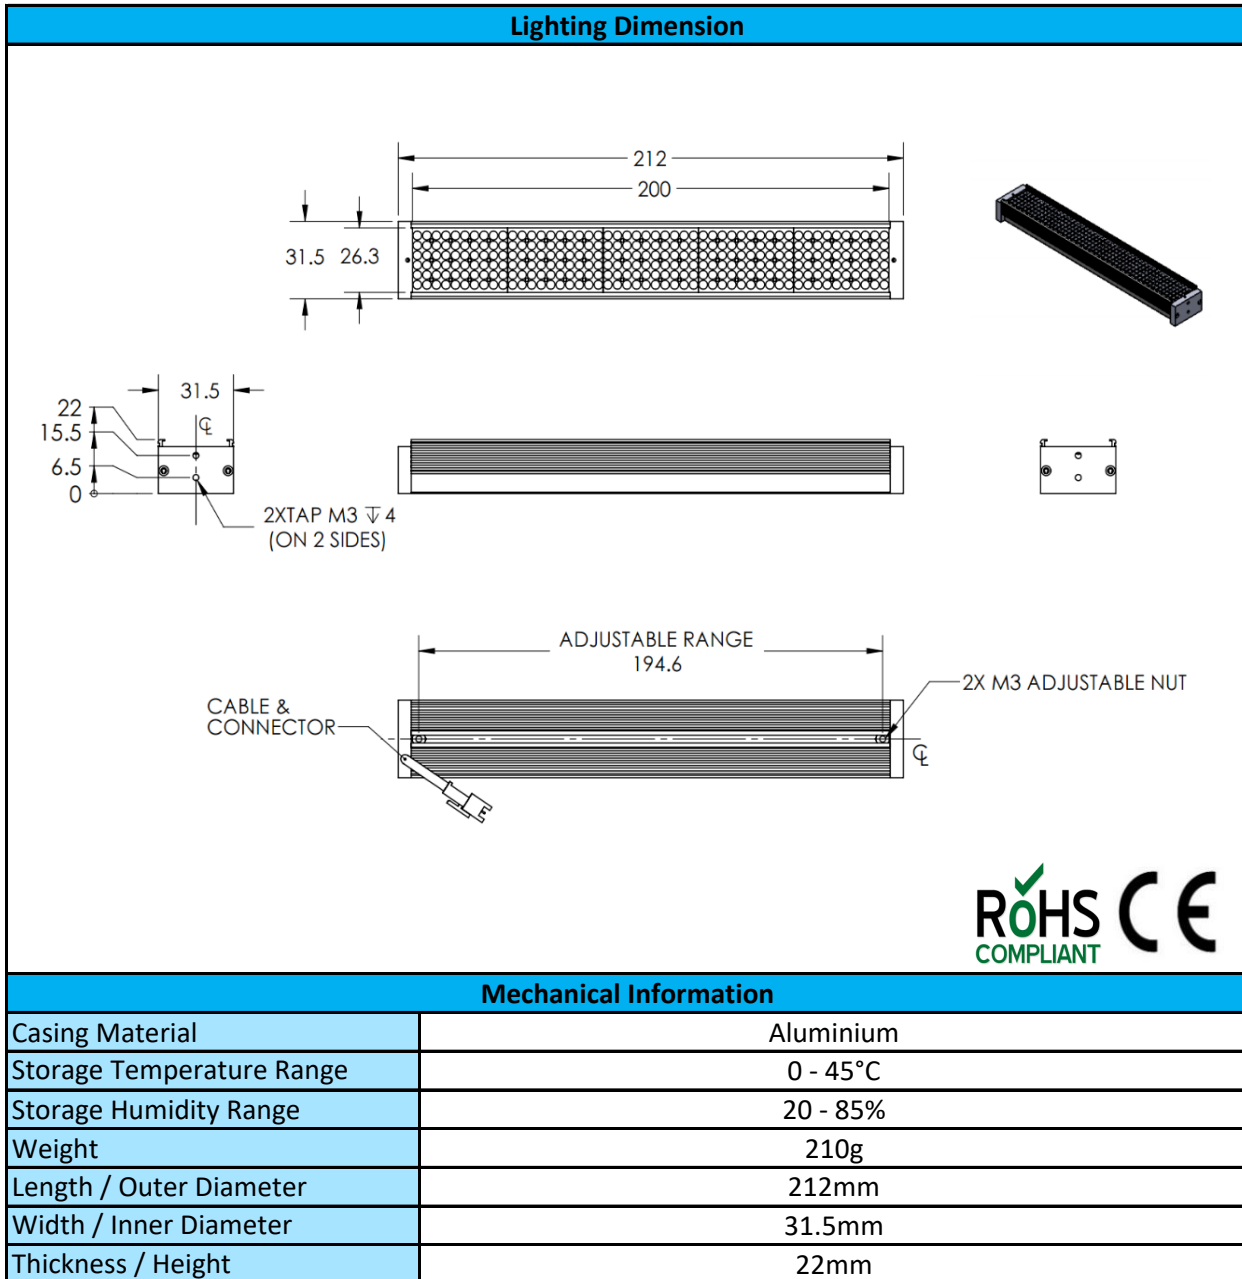 Lighting Dimension
212
200
31.5 26.3
31.5
22
15.5
6.5
0
℄
2XTAP M3 ↧ 4
(ON 2 SIDES)
ADJUSTABLE RANGE
194.6
2X M3 ADJUSTABLE NUT
CABLE &
CONNECTOR
℄
RoHS CE
COMPLIANT
Mechanical Information
Casing Material Aluminium
Storage Temperature Range 0 - 45°C
Storage Humidity Range 20 - 85%
Weight 210g
Length / Outer Diameter 212mm
Width / Inner Diameter 31.5mm
Thickness / Height 22mm